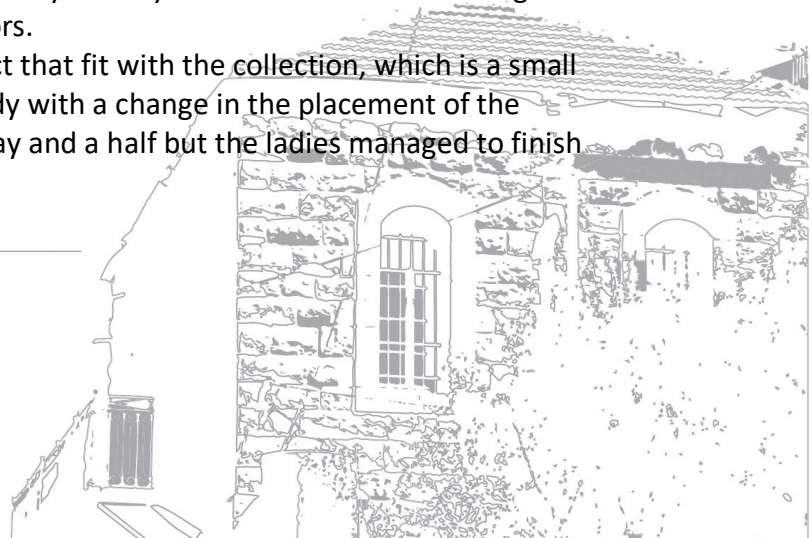 ors.
ct that fit with the collection, which is a small
dy with a change in the placement of the
ay and a half but the ladies managed to finish